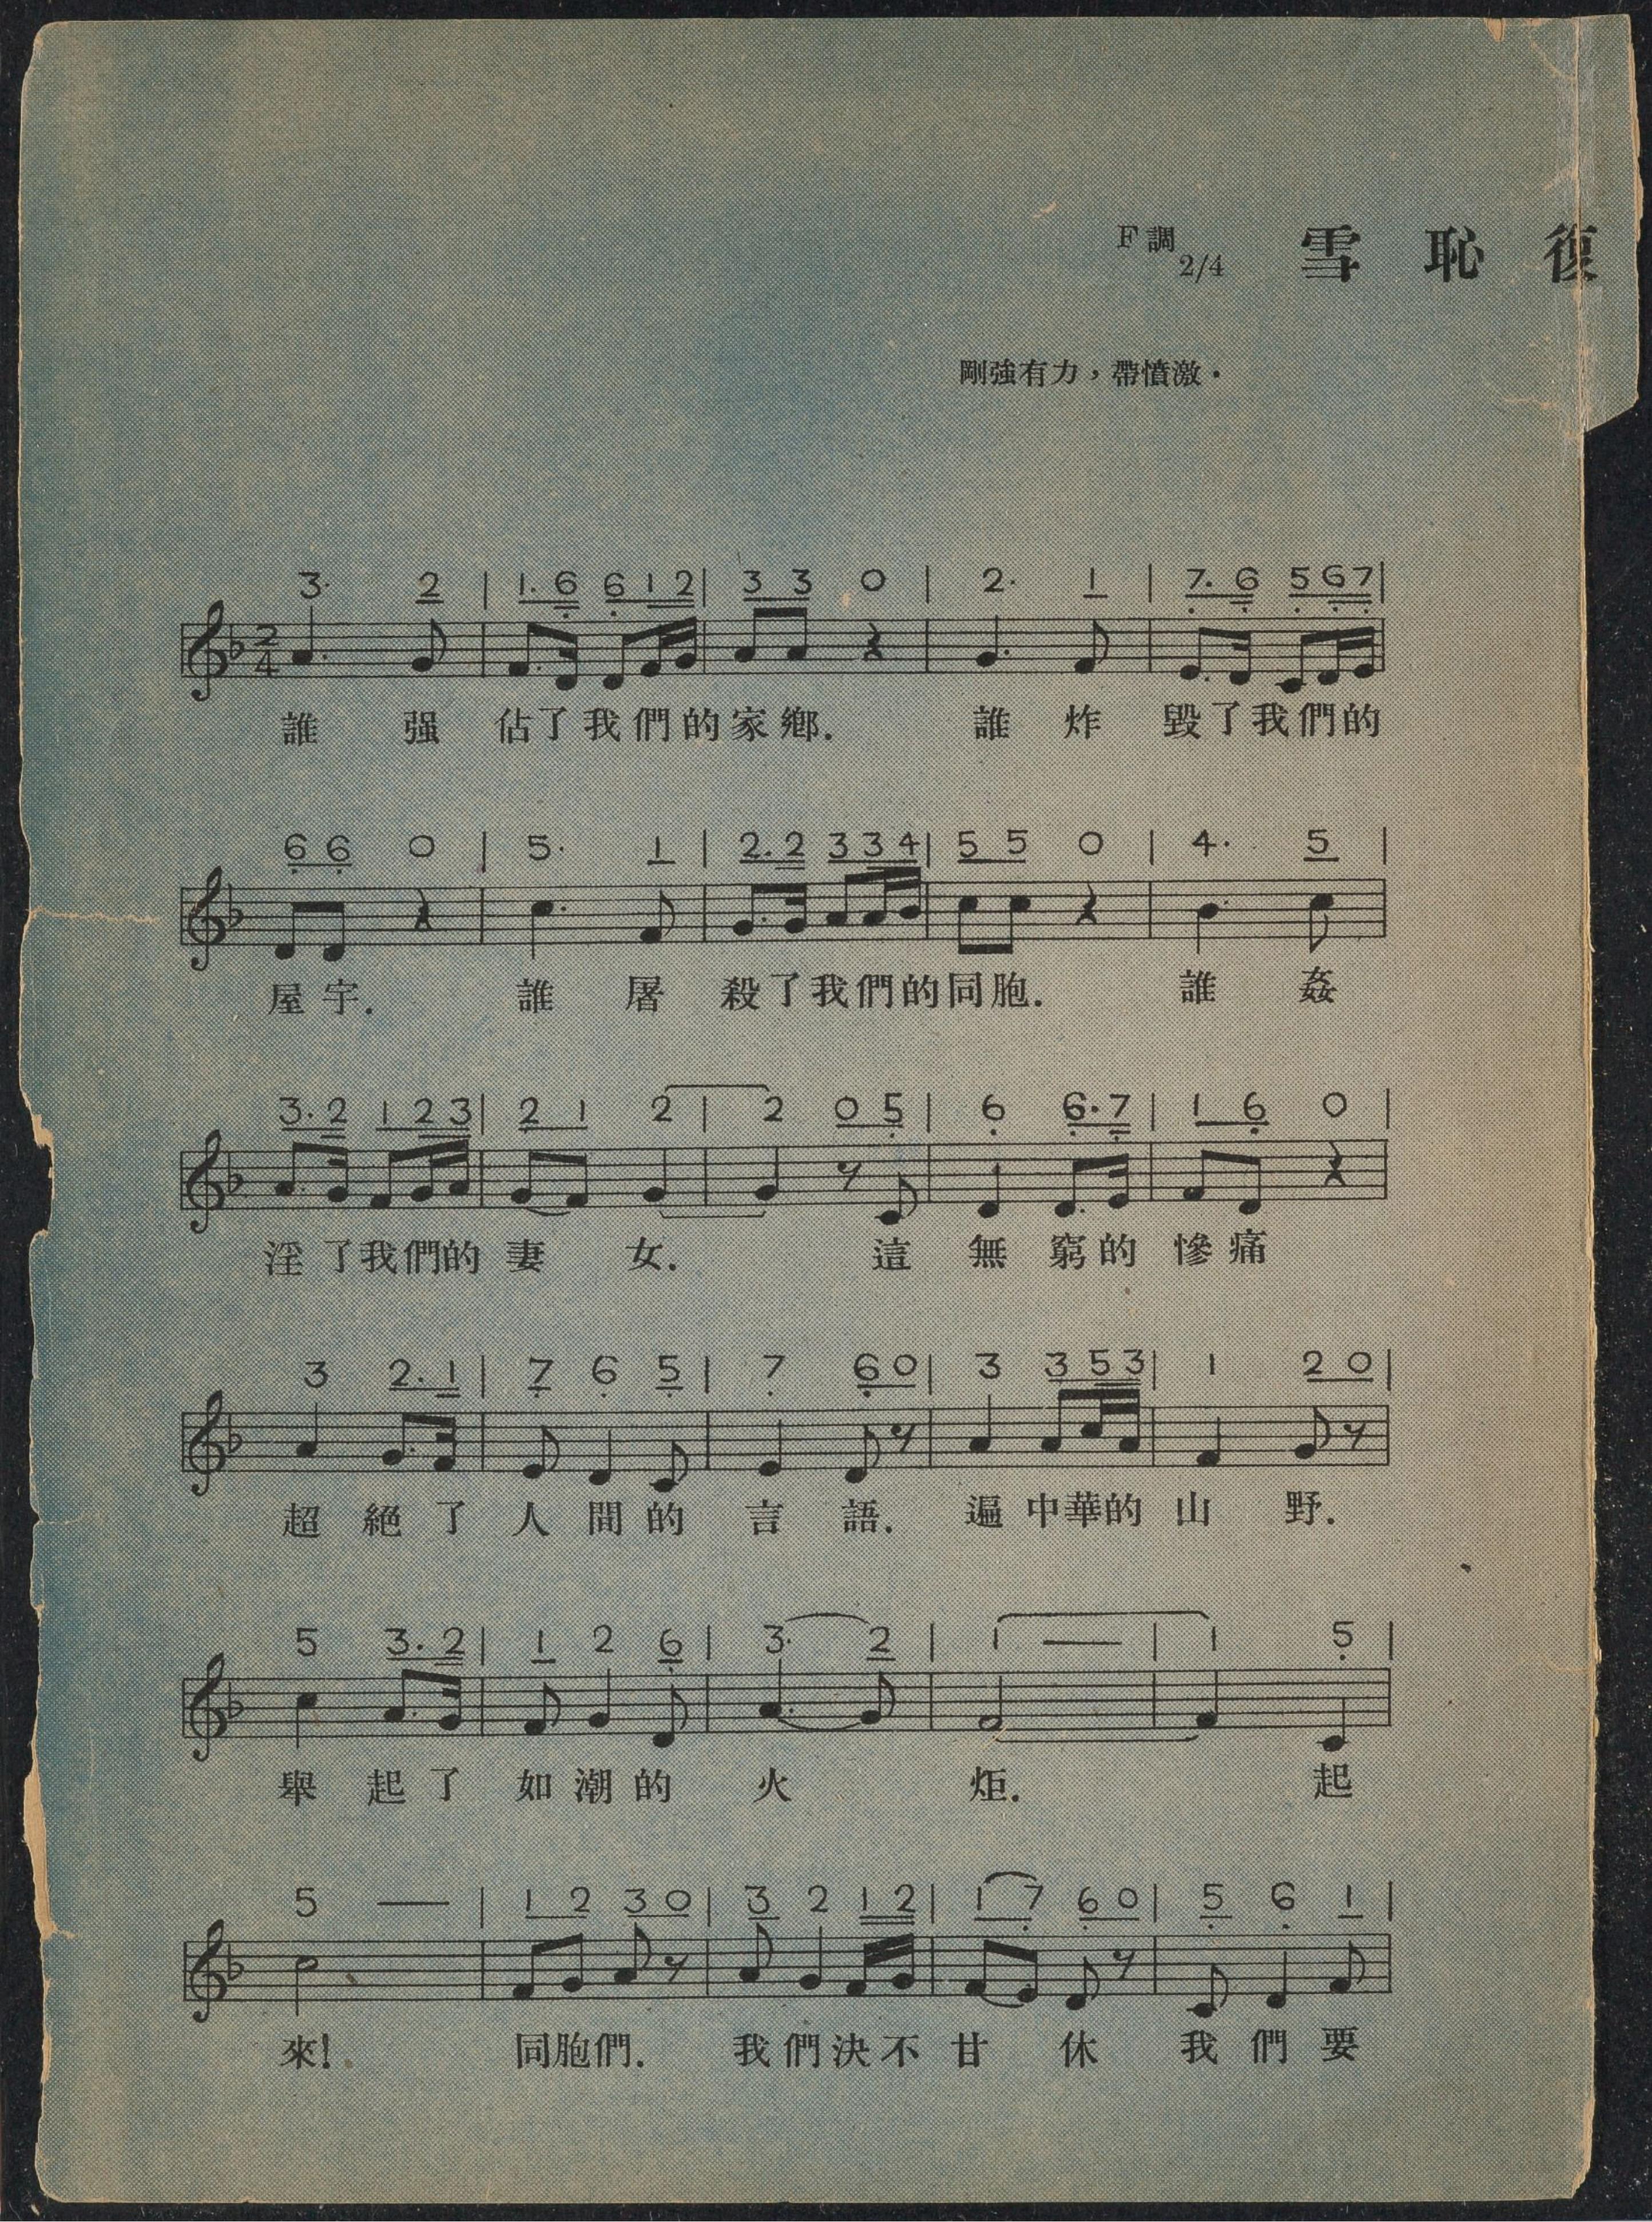 F調 2/4 雪恥復
剛強有力，帶憤激．
3· 2 | 1. 6 6 1 2 | 3 3 0 | 2· 1 | 7. 6 5 6 7 |
2 4
誰 强 佔了我們的家鄉. 誰 炸 毀了我們的
6 6 0 | 5· 1 | 2. 2 3 3 4 | 5 5 0 | 4· 5 |
屋宇. 誰 屠 殺了我們的同胞. 誰 姦
3· 2 1 2 3 | 2 1 2 | 2 0 5 | 6 6· 7 | 1 6 0 |
淫了我們的妻 女. 這 無 窮的 慘痛
3 2. 1 | 7 6 5 | 7 6 0 | 3 3 5 3 | 1 2 0 |
超 絕 了 人 間 的 言 語. 遍 中華的 山 野.
5 3. 2 | 1 2 6 | 3· 2 | 1 — | 1 5 |
舉 起 了 如 潮 的 火 炬. 起
5 — | 1 2 3 0 | 3 2 1 2 | 1 7 6 0 | 5 6 1 |
來! 同胞們. 我們決不 甘 休 我 們 要